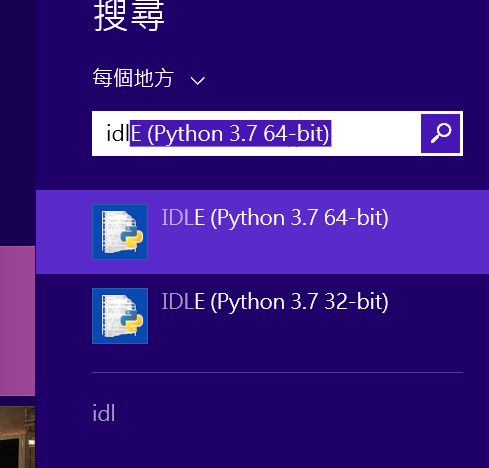 搜尋
每個地方
idlE (Python 3.7 64-bit)
IDLE (Python 3.7 64-bit)
IDLE (Python 3.7 32-bit)
idl